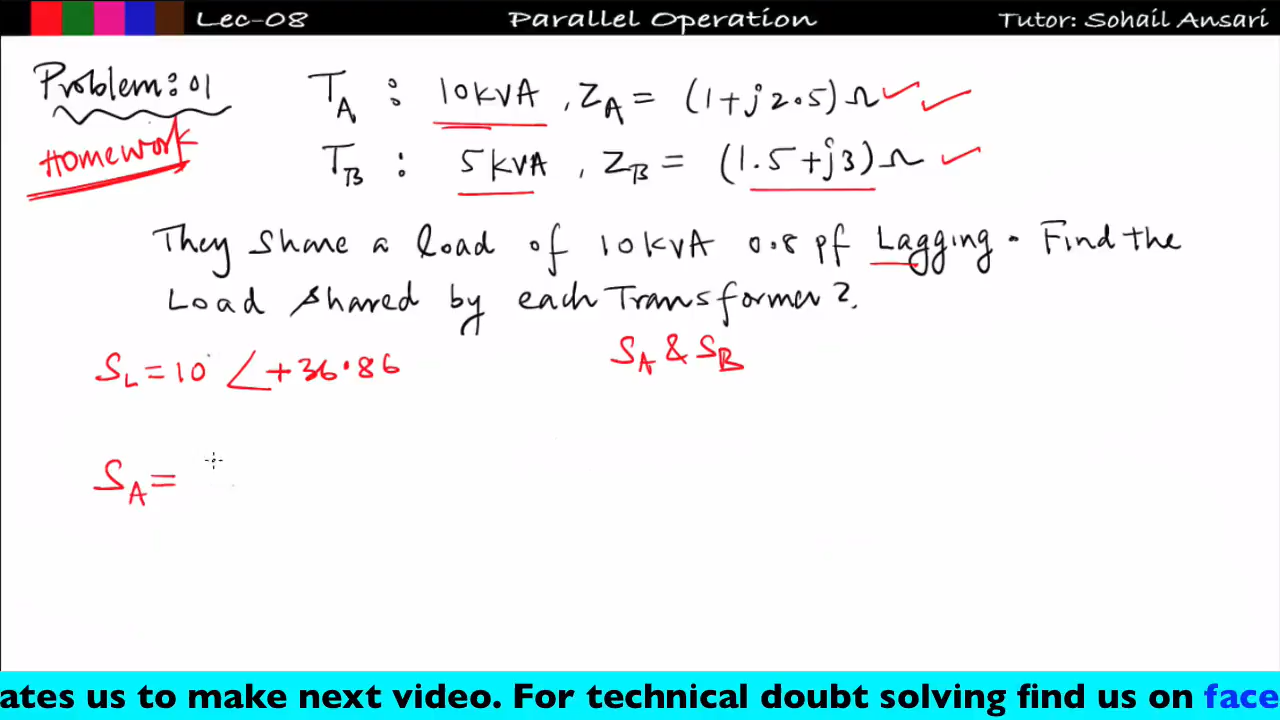 Lec-08 Parallel Operation Tutor: Sohail Ansari
Problem:01
Homework
T_A : 10kVA, Z_A = (1+j2.5)Ω ✓✓
T_B : 5kVA, Z_B = (1.5+j3)Ω ✓
They share a load of 10kVA 0.8 pf Lagging. Find the
Load shared by each Transformer?
S_L = 10 ∠+36.86
S_A & S_B
S_A =
ates us to make next video. For technical doubt solving find us on face